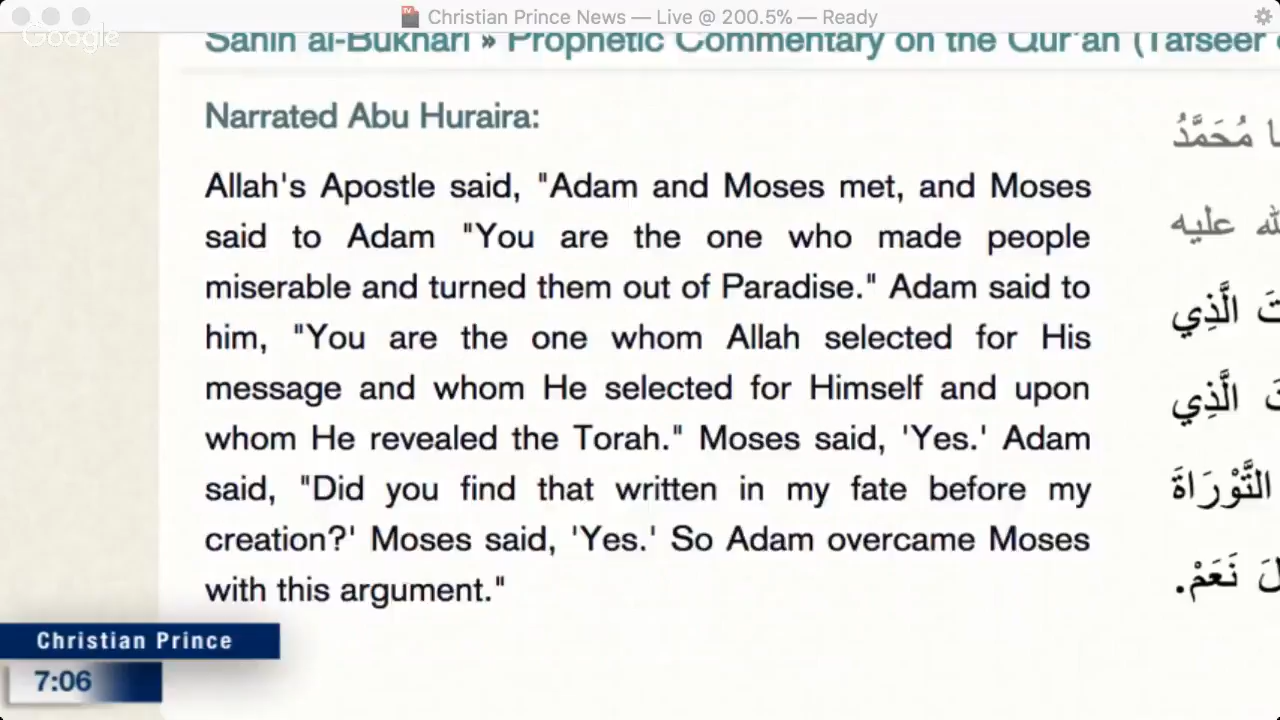 Christian Prince News — Live @ 200.5% — Ready
Google
Sahih al-Bukhari » Prophetic Commentary on the Qur'an (Tafseer
Narrated Abu Huraira:
Allah's Apostle said, "Adam and Moses met, and Moses
said to Adam "You are the one who made people
miserable and turned them out of Paradise." Adam said to
him, "You are the one whom Allah selected for His
message and whom He selected for Himself and upon
whom He revealed the Torah." Moses said, 'Yes.' Adam
said, "Did you find that written in my fate before my
creation?' Moses said, 'Yes.' So Adam overcame Moses
with this argument."
مُحَمَّدُ
عليه
الَّذِي
الَّذِي
التَّوْرَاةَ
نَعَمْ.
Christian Prince
7:06